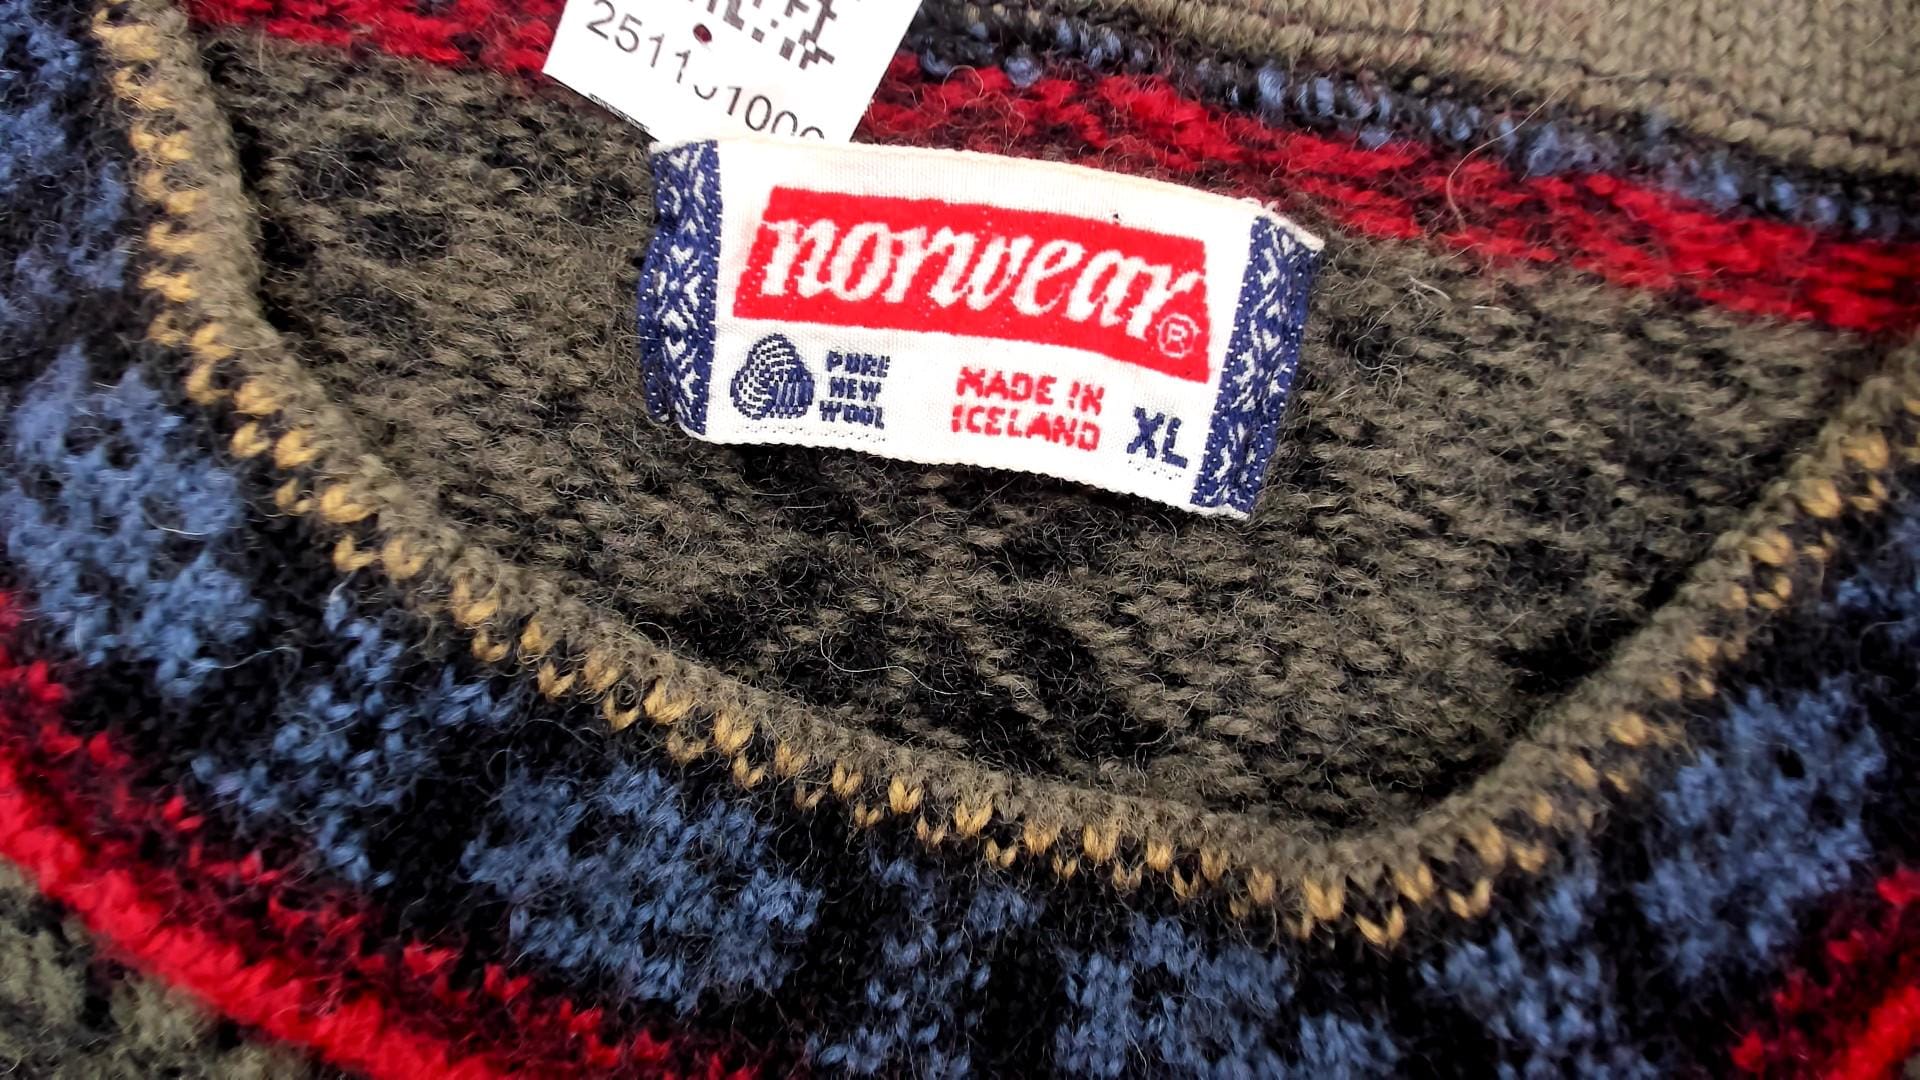 norwear®
PURE
NEW
WOOL
MADE IN
ICELAND
XL